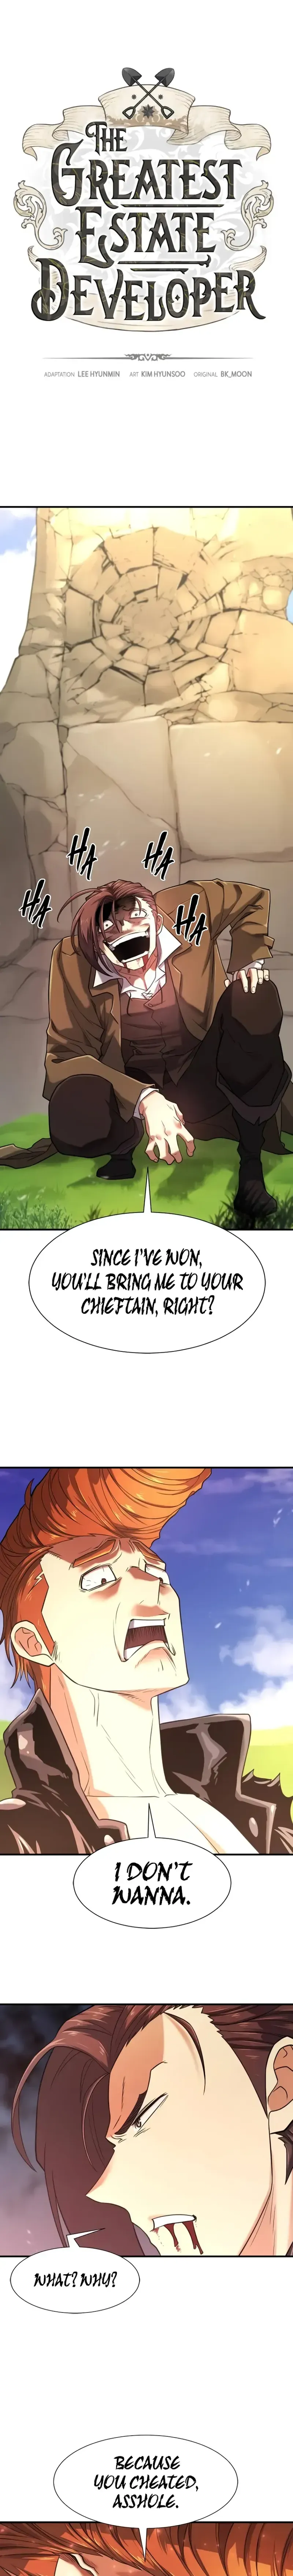 THE
GREATEST
ESTATE
DEVELOPER
ADAPTATION LEE HYUNMIN ART KIM HYUNSOO ORIGINAL BK_MOON
HA
HA
HA
HA
SINCE I'VE WON,
YOU'LL BRING ME TO YOUR
CHIEFTAIN, RIGHT?
I DON'T
WANNA.
WHAT? WHY?
BECAUSE
YOU CHEATED,
ASSHOLE.